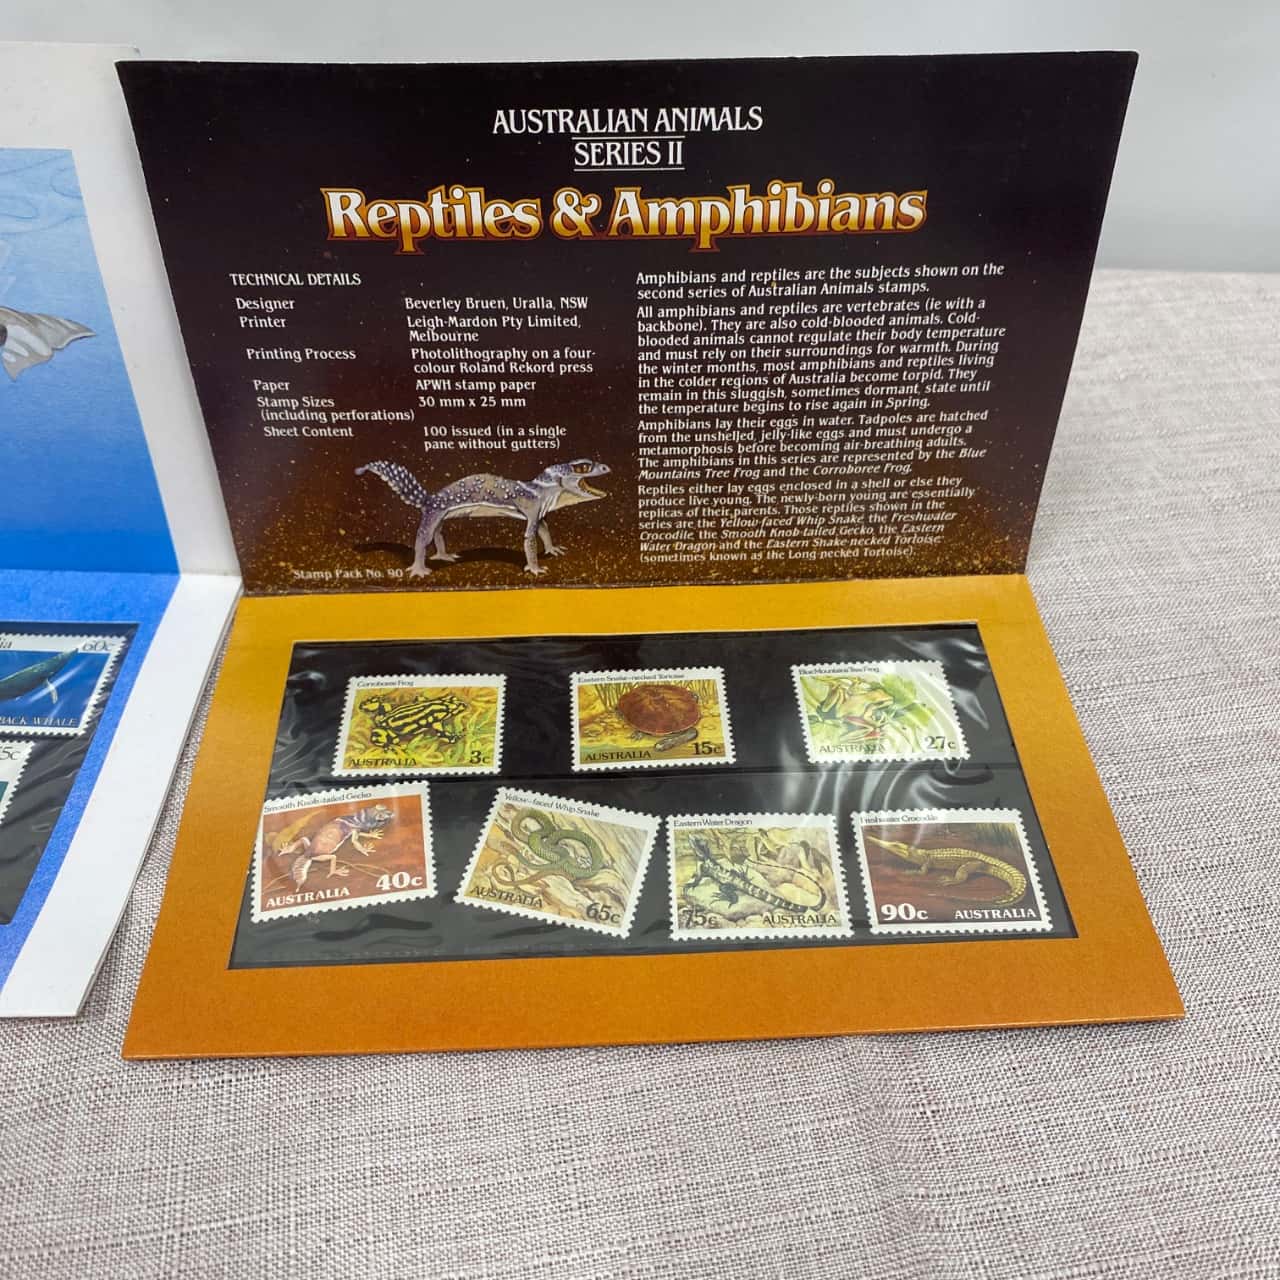 AUSTRALIAN ANIMALS
SERIES II
Reptiles & Amphibians
TECHNICAL DETAILS
Designer Beverley Bruen, Uralla, NSW
Printer Leigh-Mardon Pty Limited,
Melbourne
Printing Process Photolithography on a four-
colour Roland Rekord press
Paper APWH stamp paper
Stamp Sizes 30 mm x 25 mm
(including perforations)
Sheet Content 100 issued (in a single
pane without gutters)
Stamp Pack No. 90
Amphibians and reptiles are the subjects shown on the
second series of Australian Animals stamps.
All amphibians and reptiles are vertebrates (ie with a
backbone). They are also cold-blooded animals. Cold-
blooded animals cannot regulate their body temperature
and must rely on their surroundings for warmth. During
the winter months, most amphibians and reptiles living
in the colder regions of Australia become torpid. They
remain in this sluggish, sometimes dormant, state until
the temperature begins to rise again in Spring.
Amphibians lay their eggs in water. Tadpoles are hatched
from the unshelled, jelly-like eggs and must undergo a
metamorphosis before becoming air-breathing adults.
The amphibians in this series are represented by the Blue
Mountains Tree Frog and the Corroboree Frog.
Reptiles either lay eggs enclosed in a shell or else they
produce live young. The newly-born young are essentially
replicas of their parents. Those reptiles shown in the
series are the Yellow-faced Whip Snake the Freshwater
Crocodile, the Smooth Knob-tailed Gecko, the Eastern
Water Dragon and the Eastern Snake-necked Tortoise
(sometimes known as the Long-necked Tortoise).
60c
BACK WHALE
5c
Corroboree Frog
AUSTRALIA 3c
Eastern Snake-necked Tortoise
AUSTRALIA 15c
Blue Mountains Tree Frog
AUSTRALIA 27c
Smooth Knob-tailed Gecko
AUSTRALIA 40c
Yellow-faced Whip Snake
AUSTRALIA 65c
Eastern Water Dragon
75c AUSTRALIA
Freshwater Crocodile
90c AUSTRALIA